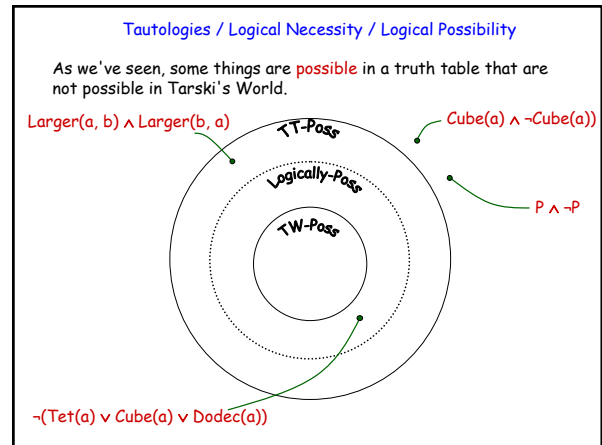 Tautologies / Logical Necessity / Logical Possibility
As we've seen, some things are possible in a truth table that are
not possible in Tarski's World.
Larger(a, b) ∧ Larger(b, a)
Cube(a) ∧ ¬Cube(a))
TT-Poss
Logically-Poss
P ∧ ¬P
TW-Poss
¬(Tet(a) ∨ Cube(a) ∨ Dodec(a))